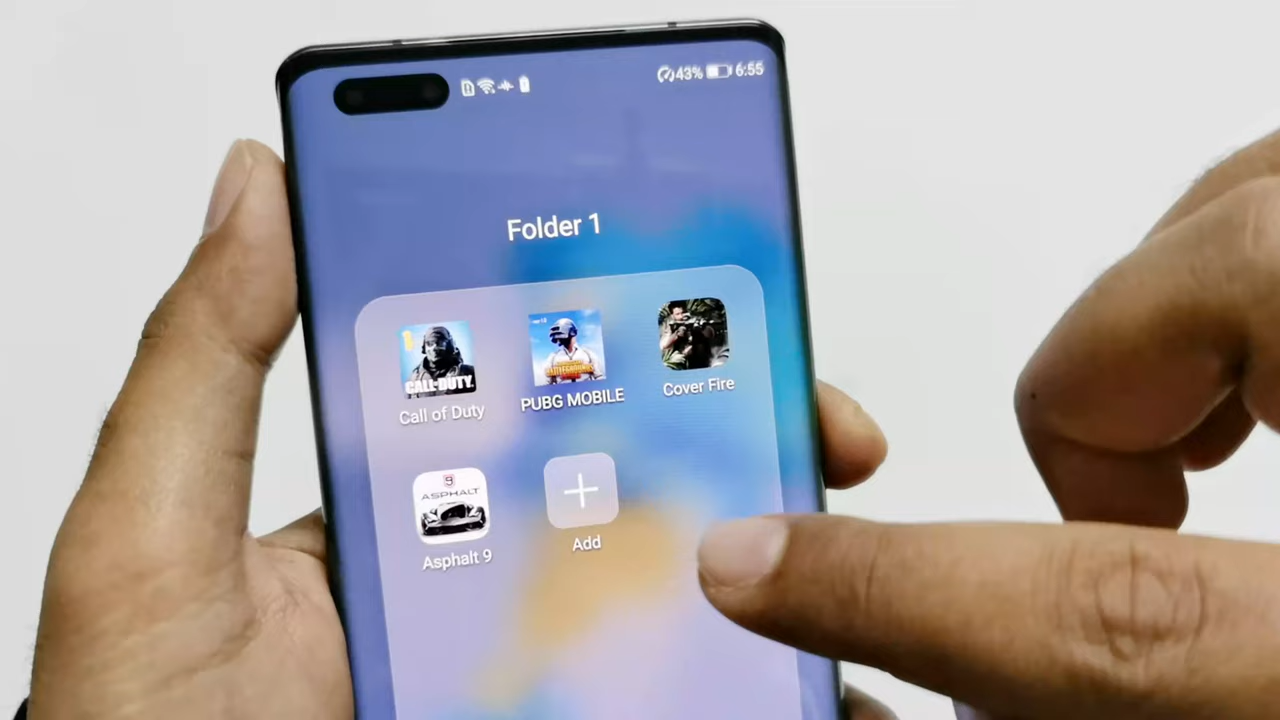 43% 6:55
Folder 1
CALL OF DUTY
Call of Duty
PUBG MOBILE
Cover Fire
9
ASPHALT
Asphalt 9
Add